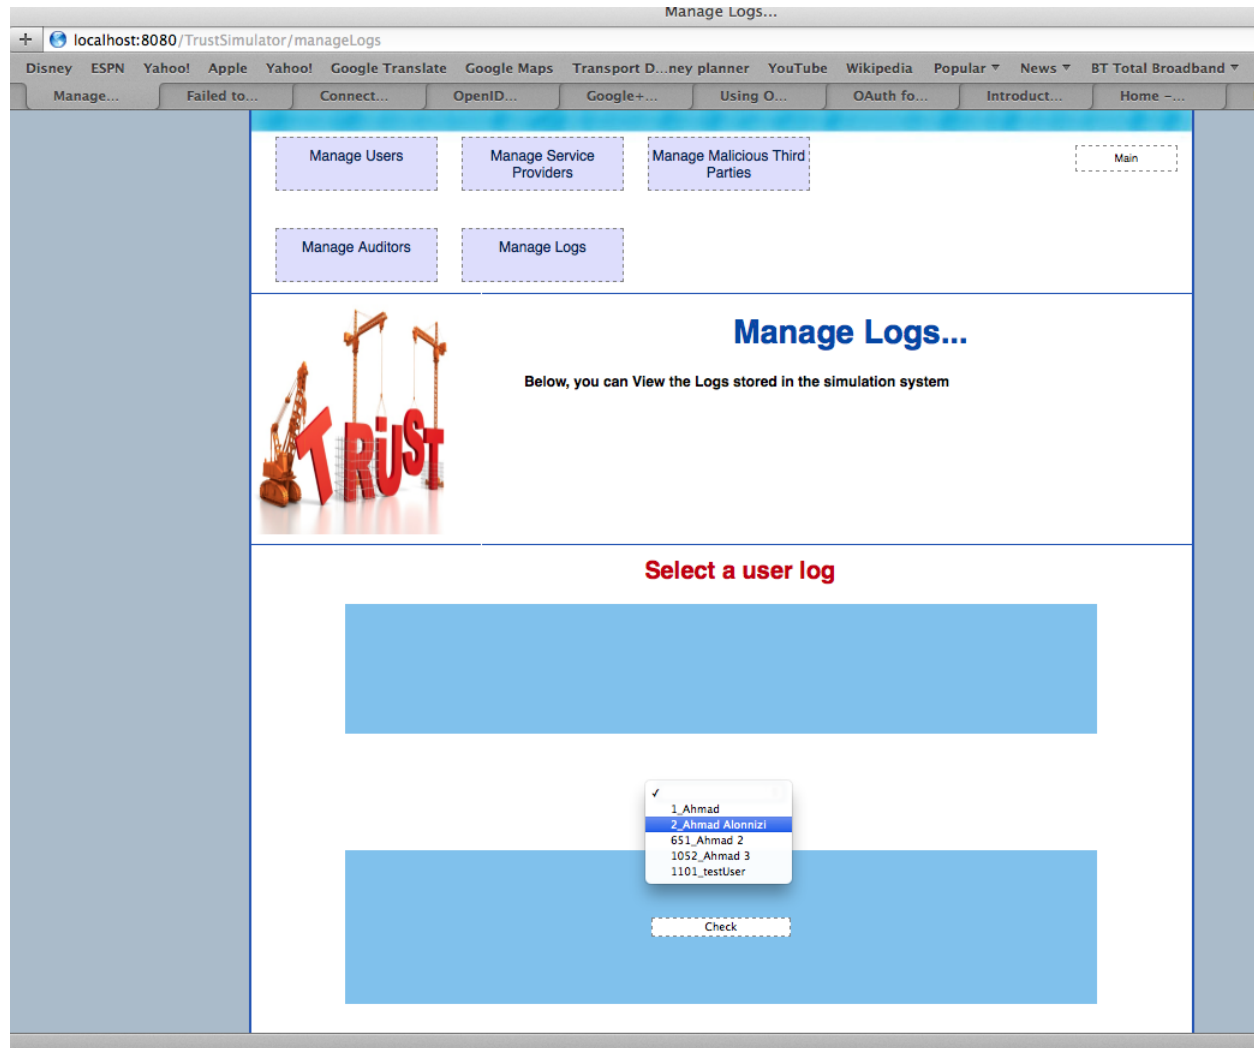 Manage Logs...
+ localhost:8080/TrustSimulator/manageLogs
Disney ESPN Yahoo! Apple Yahoo! Google Translate Google Maps Transport D...ney planner YouTube Wikipedia Popular ▼ News ▼ BT Total Broadband ▼
Manage... Failed to... Connect... OpenID... Google+... Using O... OAuth fo... Introduct... Home –...
Manage Users
Manage Service
Providers
Manage Malicious Third
Parties
Main
Manage Auditors
Manage Logs
TRUST
Manage Logs...
Below, you can View the Logs stored in the simulation system
Select a user log
✓
1_Ahmad
2_Ahmad Alonnizi
651_Ahmad 2
1052_Ahmad 3
1101_testUser
Check